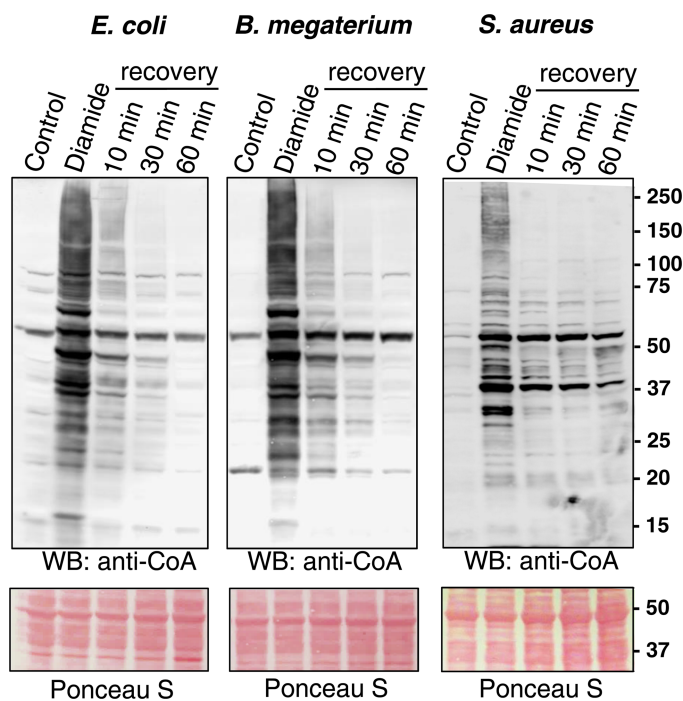 E. coli
B. megaterium
S. aureus
recovery
recovery
recovery
Control
Diamide
10 min
30 min
60 min
Control
Diamide
10 min
30 min
60 min
Control
Diamide
10 min
30 min
60 min
250
150
100
75
50
37
25
20
15
WB: anti-CoA
WB: anti-CoA
WB: anti-CoA
50
37
Ponceau S
Ponceau S
Ponceau S